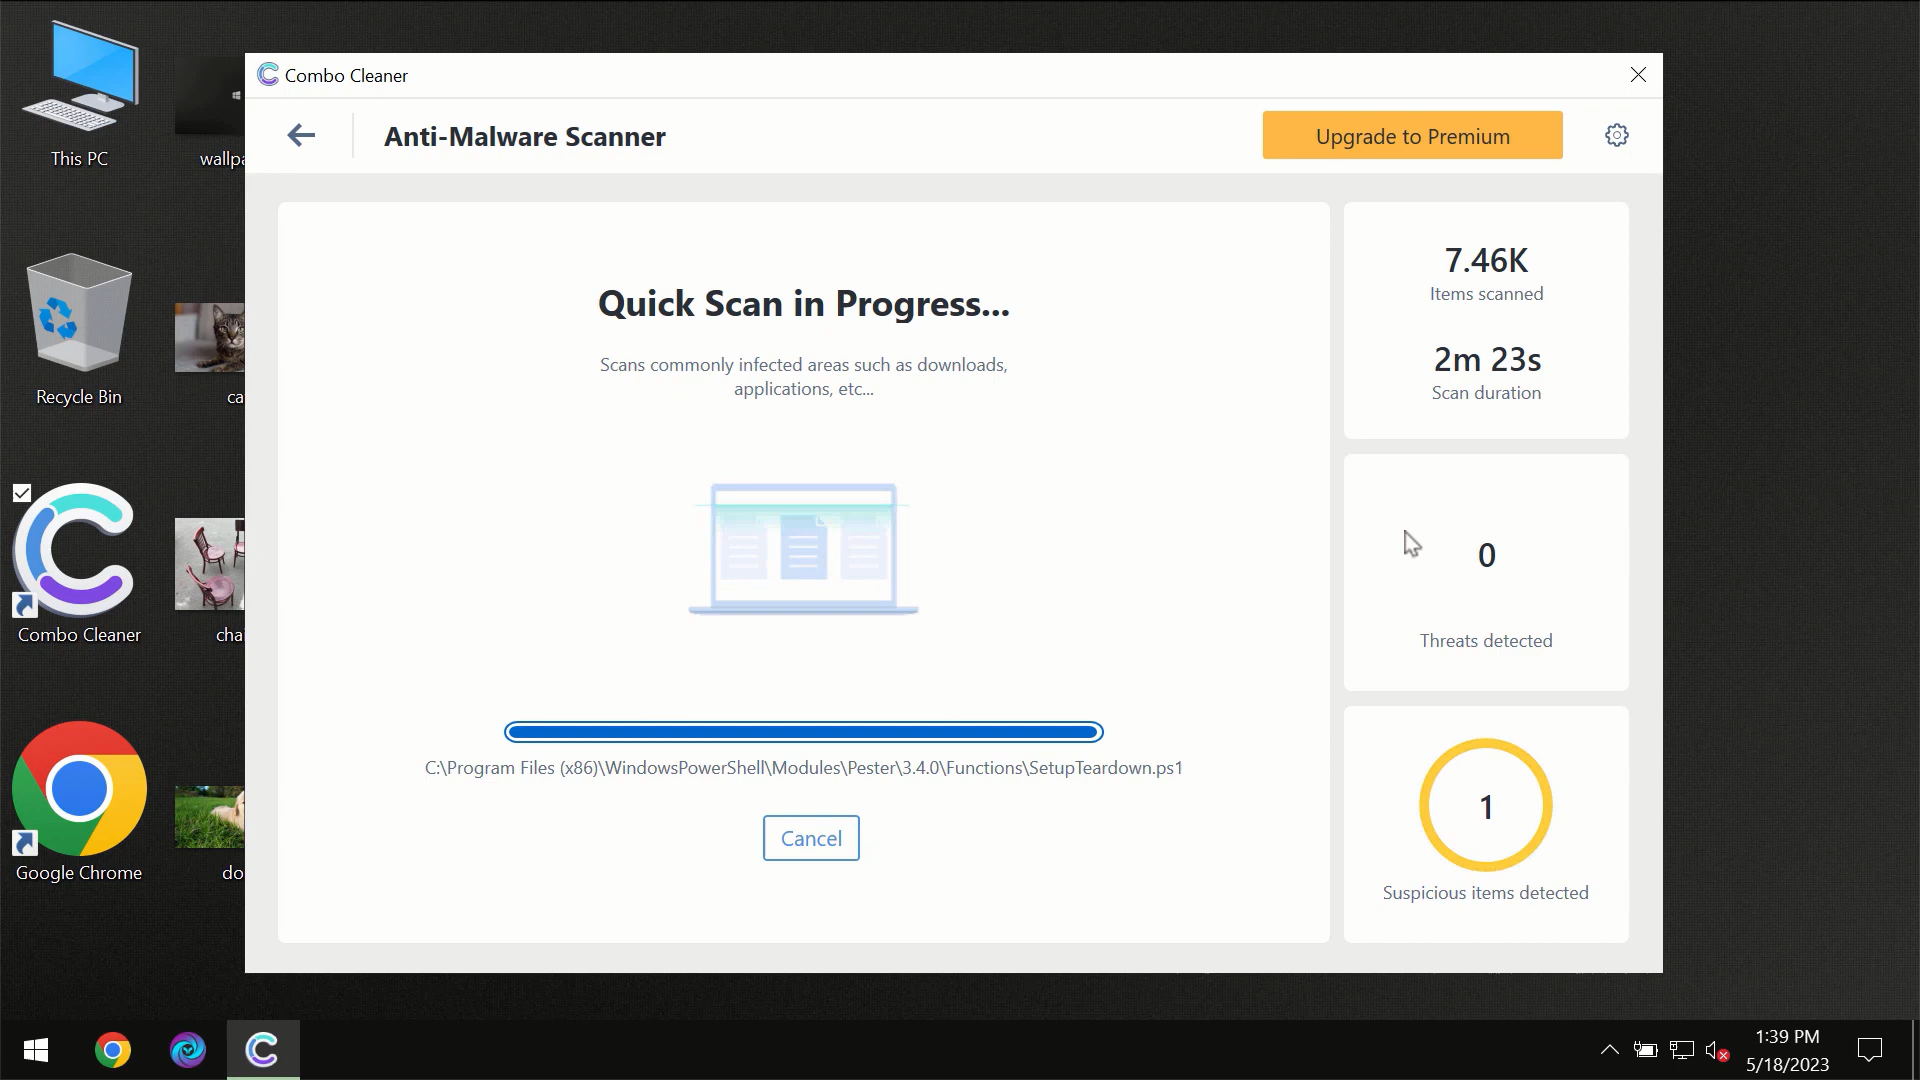 Combo Cleaner
Anti-Malware Scanner
Upgrade to Premium
Quick Scan in Progress...
Scans commonly infected areas such as downloads,
applications, etc...
C:\Program Files (x86)\WindowsPowerShell\Modules\Pester\3.4.0\Functions\SetupTeardown.ps1
Cancel
7.46K
Items scanned
2m 23s
Scan duration
0
Threats detected
1
Suspicious items detected
This PC
wallpa
Recycle Bin
ca
Combo Cleaner
chai
Google Chrome
do
1:39 PM
5/18/2023